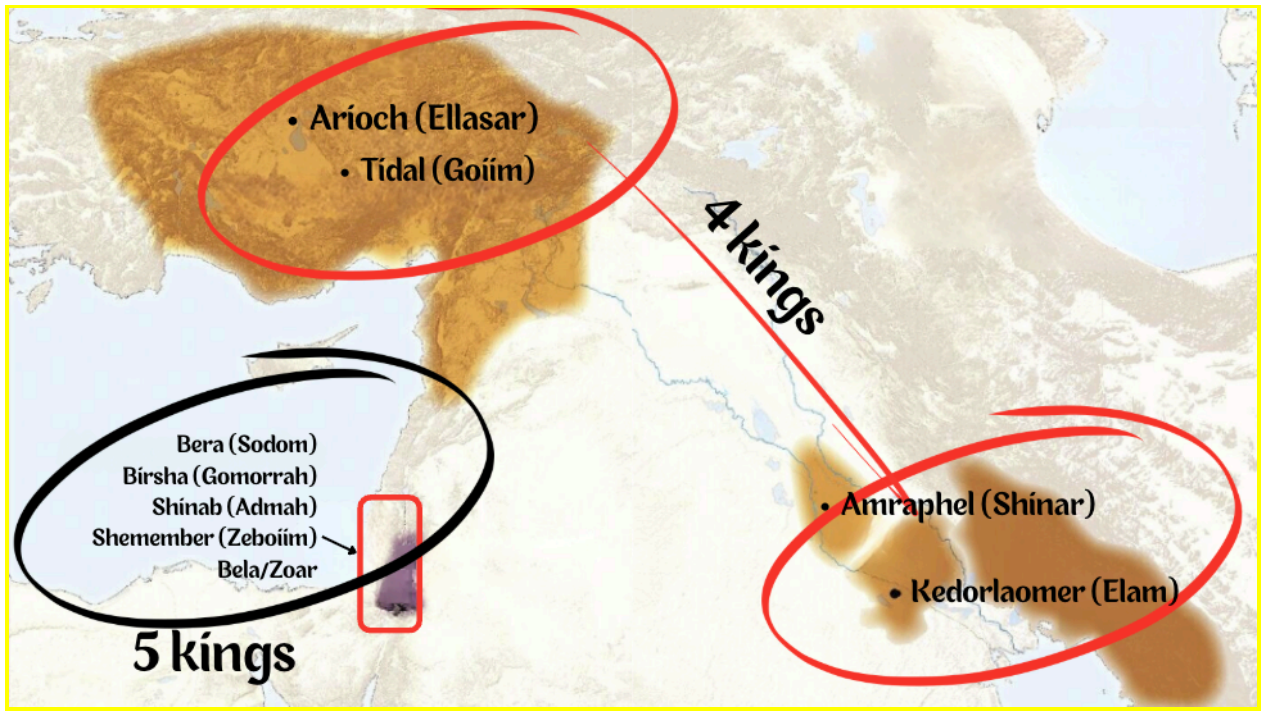 • Arioch (Ellasar)
• Tidal (Goiim)
4 kings
Bera (Sodom)
Birsha (Gomorrah)
Shinab (Admah)
Shemember (Zeboiim)
Bela/Zoar
5 kings
• Amraphel (Shinar)
• Kedorlaomer (Elam)